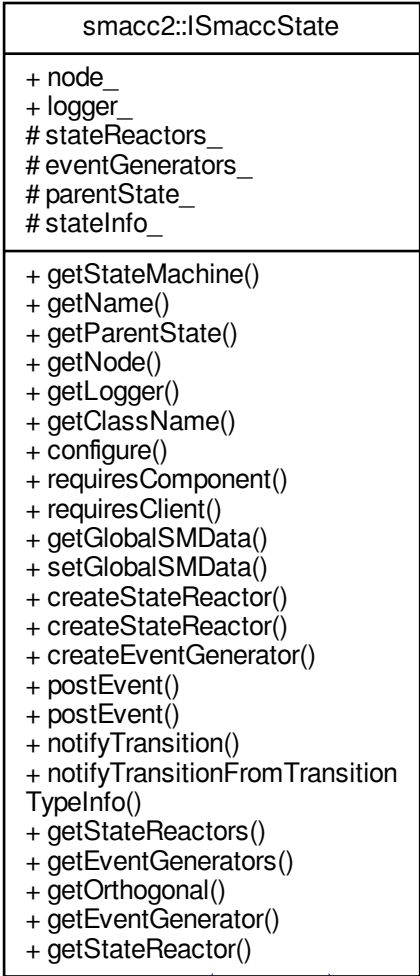 smacc2::ISmaccState
+ node_
+ logger_
# stateReactors_
# eventGenerators_
# parentState_
# stateInfo_
+ getStateMachine()
+ getName()
+ getParentState()
+ getNode()
+ getLogger()
+ getClassName()
+ configure()
+ requiresComponent()
+ requiresClient()
+ getGlobalSMData()
+ setGlobalSMData()
+ createStateReactor()
+ createStateReactor()
+ createEventGenerator()
+ postEvent()
+ postEvent()
+ notifyTransition()
+ notifyTransitionFromTransition
TypeInfo()
+ getStateReactors()
+ getEventGenerators()
+ getOrthogonal()
+ getEventGenerator()
+ getStateReactor()